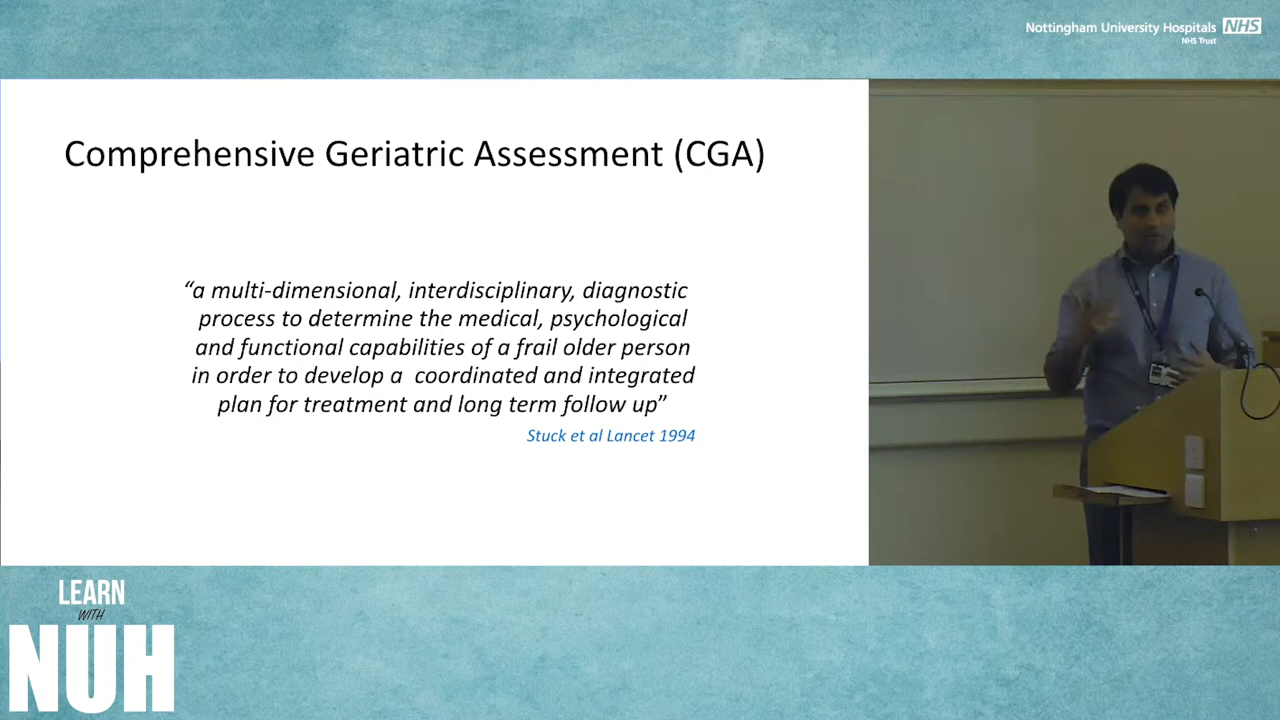 Nottingham University Hospitals NHS
NHS Trust
Comprehensive Geriatric Assessment (CGA)
“a multi-dimensional, interdisciplinary, diagnostic
process to determine the medical, psychological
and functional capabilities of a frail older person
in order to develop a  coordinated and integrated
plan for treatment and long term follow up”
Stuck et al Lancet 1994
LEARN
WITH
NUH